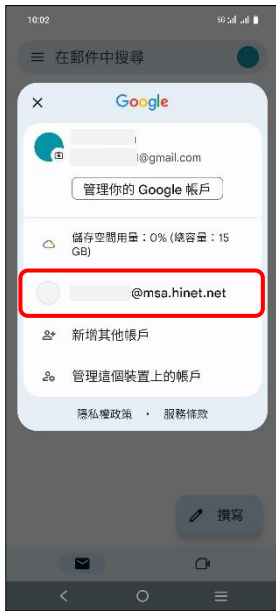 10:02
5G
在郵件中搜尋
Google
l@gmail.com
管理你的 Google 帳戶
儲存空間用量：0% (總容量：15
GB)
@msa.hinet.net
新增其他帳戶
管理這個裝置上的帳戶
隱私權政策 · 服務條款
撰寫